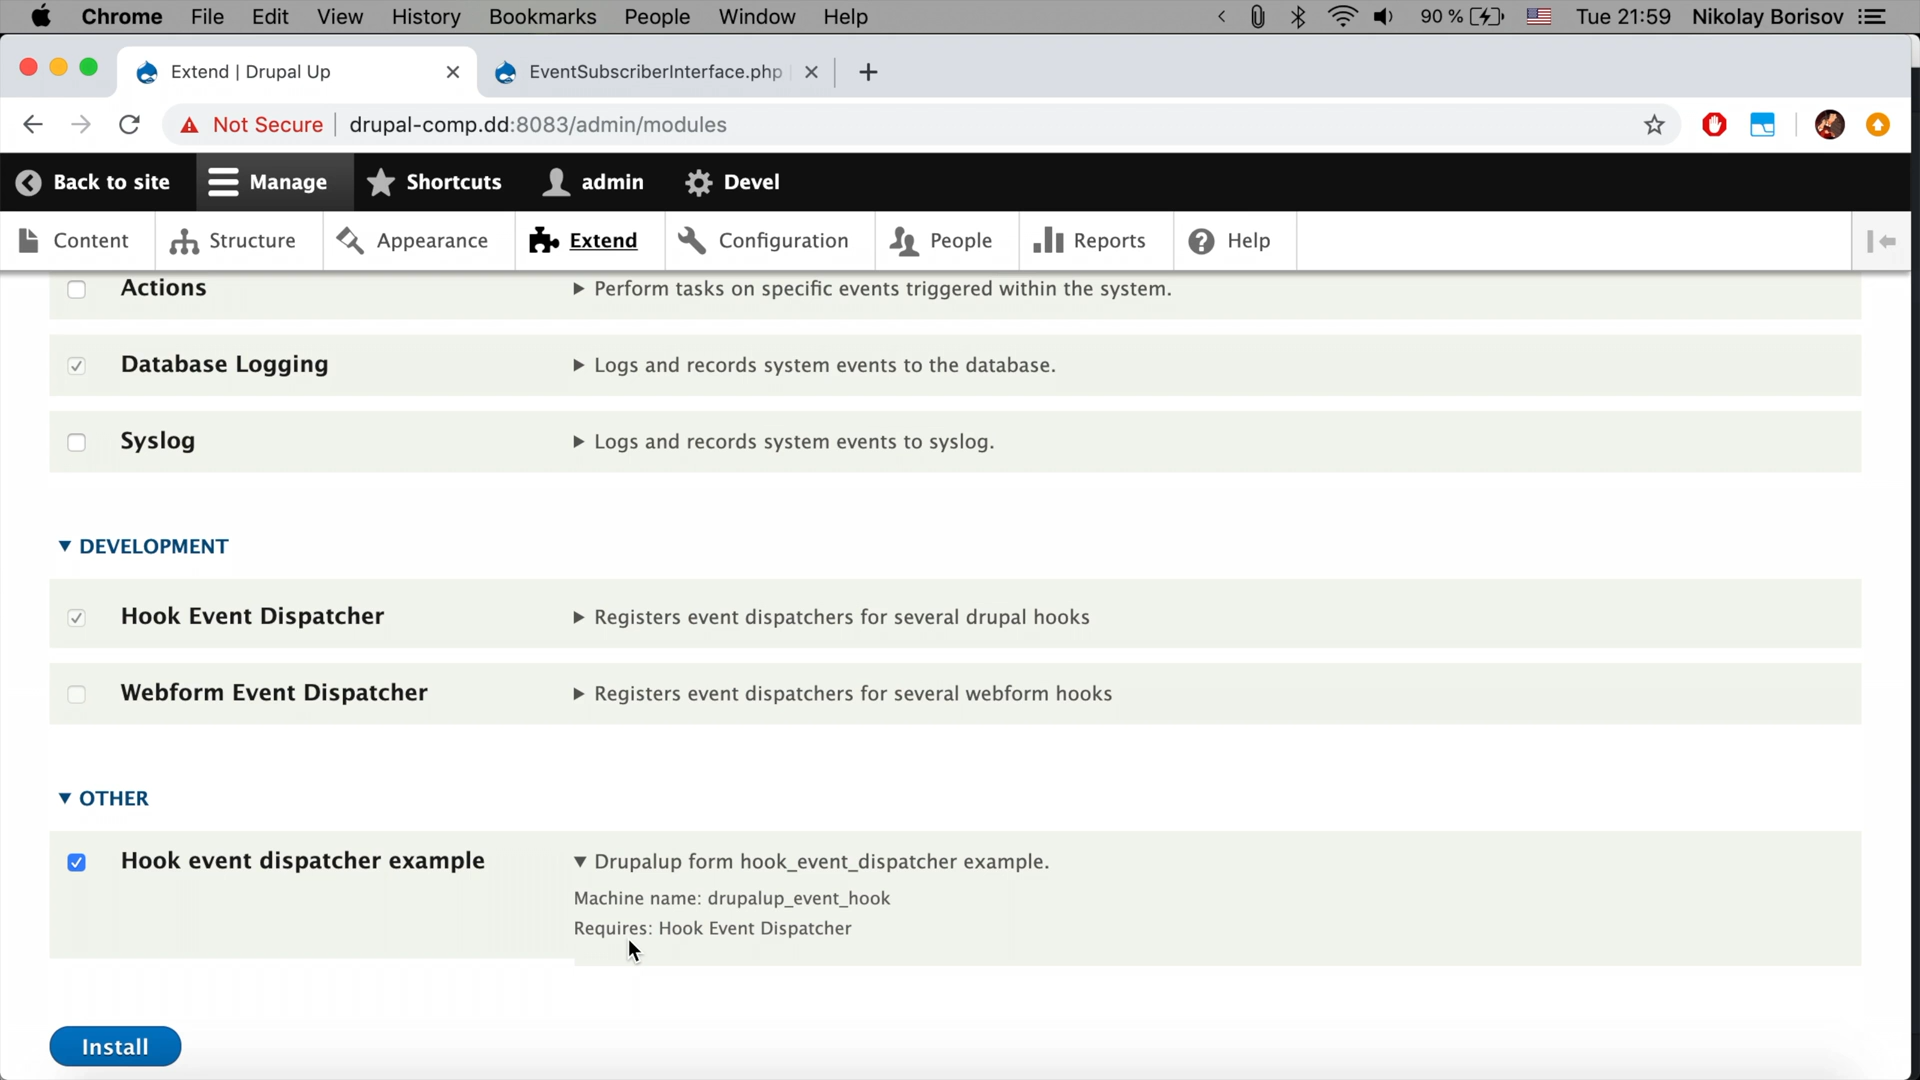 Chrome File Edit View History Bookmarks People Window Help 90 % Tue 21:59 Nikolay Borisov
Extend | Drupal Up EventSubscriberInterface.php
Not Secure drupal-comp.dd:8083/admin/modules
Back to site Manage Shortcuts admin Devel
Content Structure Appearance Extend Configuration People Reports Help
Actions Perform tasks on specific events triggered within the system.
Database Logging Logs and records system events to the database.
Syslog Logs and records system events to syslog.
DEVELOPMENT
Hook Event Dispatcher Registers event dispatchers for several drupal hooks
Webform Event Dispatcher Registers event dispatchers for several webform hooks
OTHER
Hook event dispatcher example Drupalup form hook_event_dispatcher example.
Machine name: drupalup_event_hook
Requires: Hook Event Dispatcher
Install